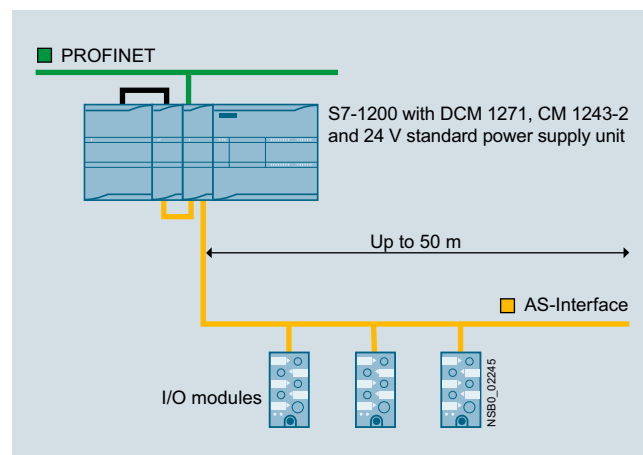 PROFINET
S7-1200 with DCM 1271, CM 1243-2
and 24 V standard power supply unit
Up to 50 m
AS-Interface
I/O modules
NSB0_02245